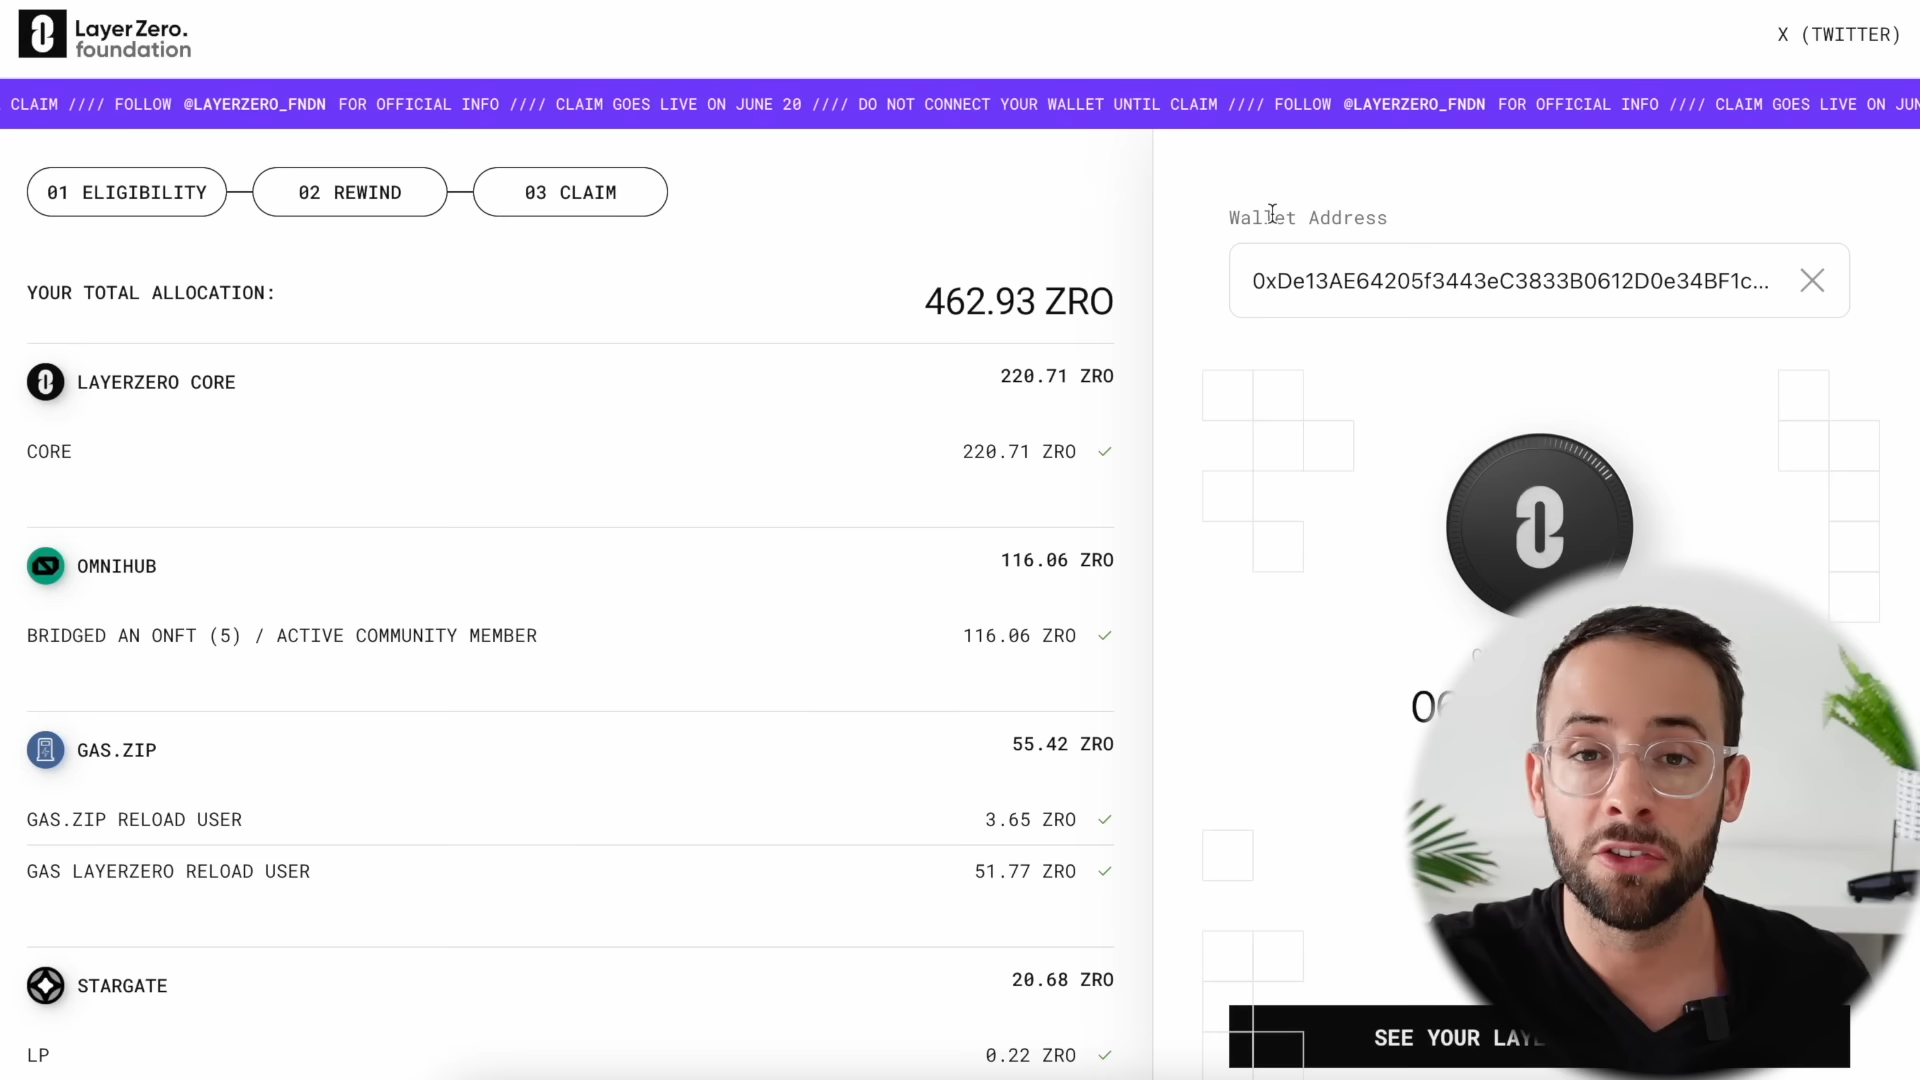 LayerZero.
foundation
X (TWITTER)
CLAIM //// FOLLOW @LAYERZERO_FNDN FOR OFFICIAL INFO //// CLAIM GOES LIVE ON JUNE 20 //// DO NOT CONNECT YOUR WALLET UNTIL CLAIM //// FOLLOW @LAYERZERO_FNDN FOR OFFICIAL INFO //// CLAIM GOES LIVE ON JUN
01 ELIGIBILITY
02 REWIND
03 CLAIM
YOUR TOTAL ALLOCATION:
462.93 ZRO
LAYERZERO CORE
220.71 ZRO
CORE
220.71 ZRO
OMNIHUB
116.06 ZRO
BRIDGED AN ONFT (5) / ACTIVE COMMUNITY MEMBER
116.06 ZRO
GAS.ZIP
55.42 ZRO
GAS.ZIP RELOAD USER
3.65 ZRO
GAS LAYERZERO RELOAD USER
51.77 ZRO
STARGATE
20.68 ZRO
LP
0.22 ZRO
Wallet Address
0xDe13AE64205f3443eC3833B0612D0e34BF1c...
SEE YOUR LAYE